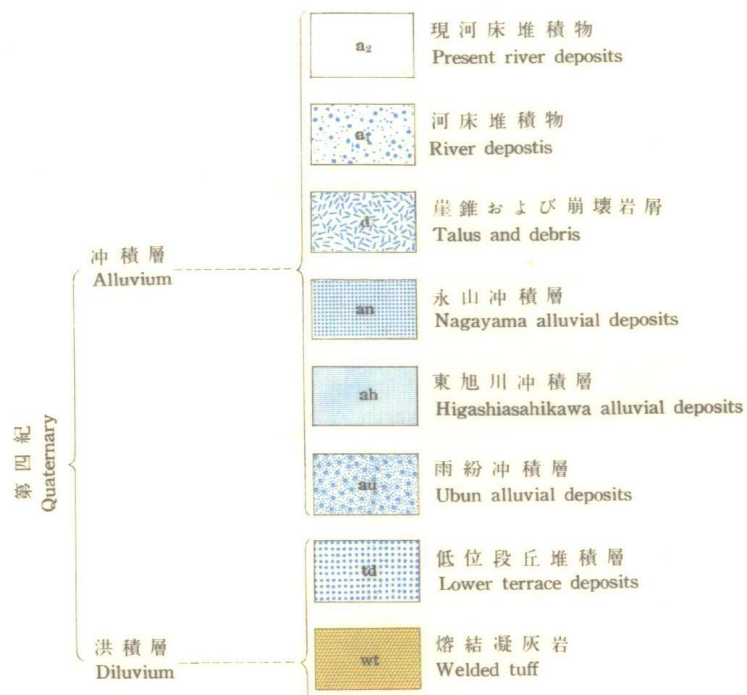 a₂
現河床堆積物
Present river deposits
a₁
河床堆積物
River depostis
d
崖錐および崩壊岩屑
Talus and debris
沖積層
Alluvium
an
永山冲積層
Nagayama alluvial deposits
ah
東旭川冲積層
Higashiasahikawa alluvial deposits
第四紀
Quaternary
au
雨紛冲積層
Ubun alluvial deposits
td
低位段丘堆積層
Lower terrace deposits
洪積層
Diluvium
wt
熔結凝灰岩
Welded tuff